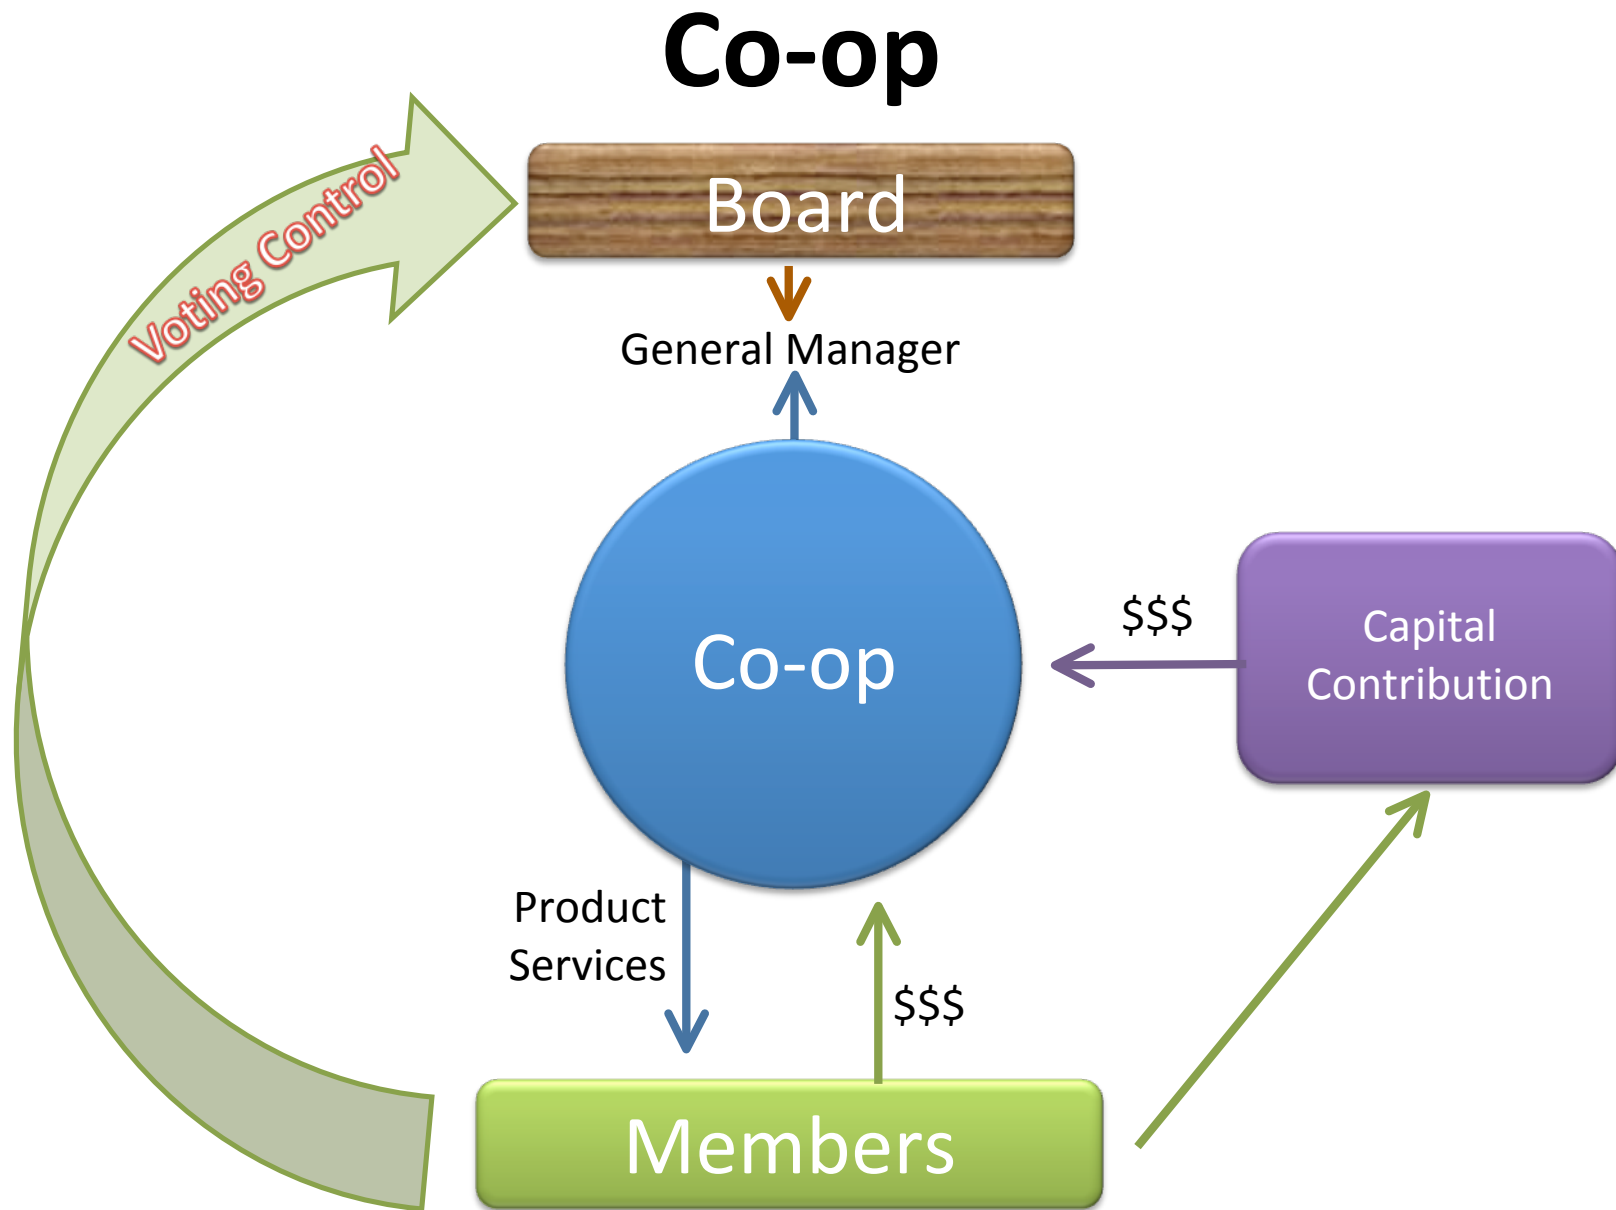 Co-op
Board
Voting Control
General Manager
Co-op
$$$
Capital
Contribution
Product
Services
$$$
Members